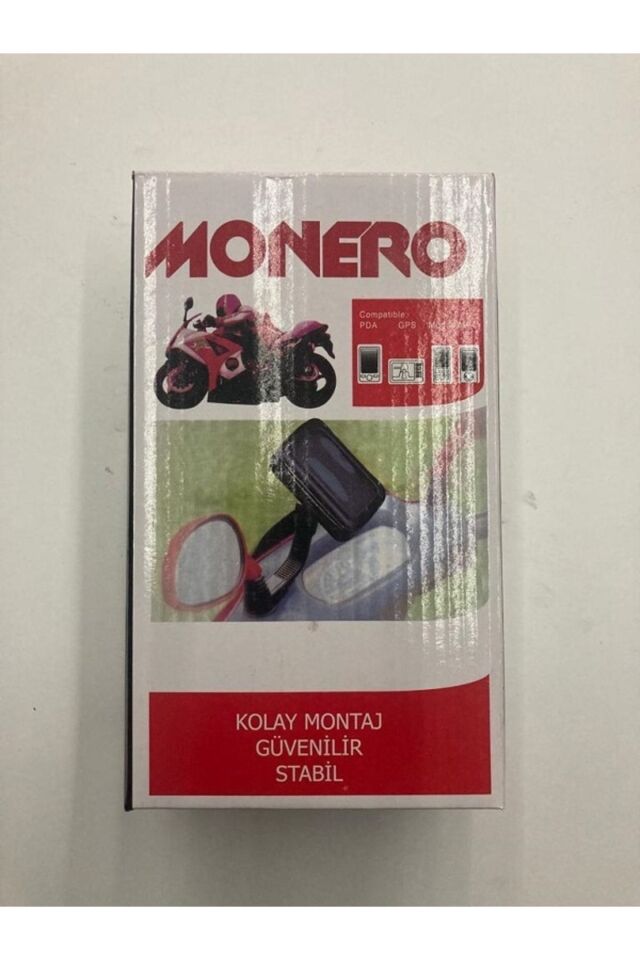 MONERO
Compatible:
PDA GPS
KOLAY MONTAJ
GÜVENİLİR
STABİL